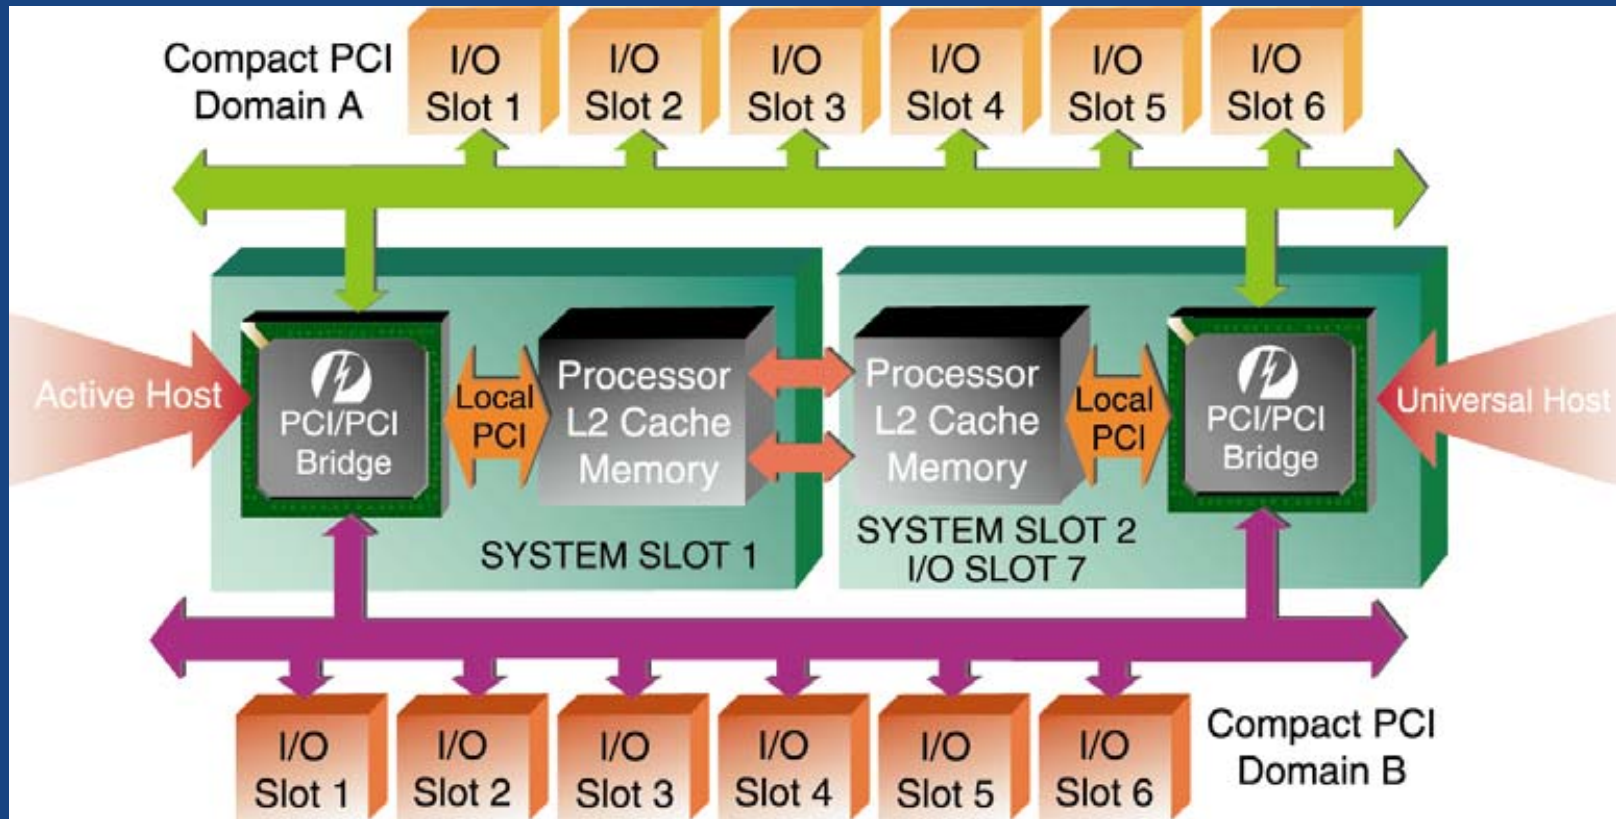 Compact PCI
Domain A
I/O
Slot 1
I/O
Slot 2
I/O
Slot 3
I/O
Slot 4
I/O
Slot 5
I/O
Slot 6
Active Host
PCI/PCI
Bridge
Local
PCI
Processor
L2 Cache
Memory
SYSTEM SLOT 1
Processor
L2 Cache
Memory
SYSTEM SLOT 2
I/O SLOT 7
Local
PCI
PCI/PCI
Bridge
Universal Host
I/O
Slot 1
I/O
Slot 2
I/O
Slot 3
I/O
Slot 4
I/O
Slot 5
I/O
Slot 6
Compact PCI
Domain B